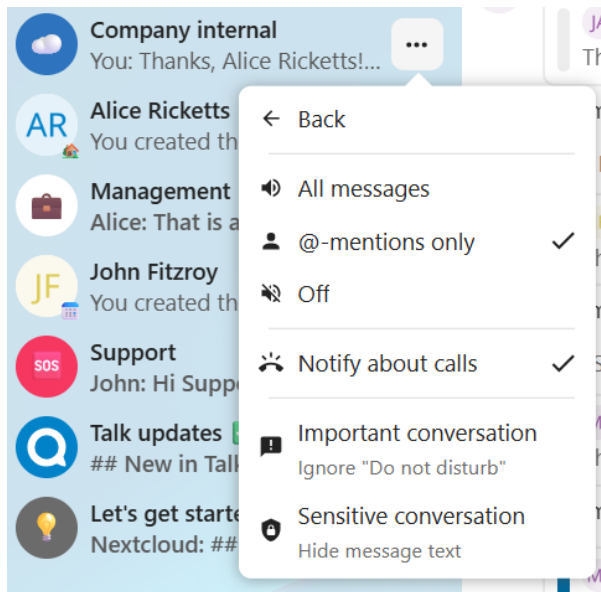 Company internal
You: Thanks, Alice Ricketts!...
AR
Alice Ricketts
You created th
Management
Alice: That is a
JF
John Fitzroy
You created th
SOS
Support
John: Hi Supp
Talk updates
## New in Talk
Let's get starte
Nextcloud: ##
Back
All messages
@-mentions only
Off
Notify about calls
Important conversation
Ignore "Do not disturb"
Sensitive conversation
Hide message text